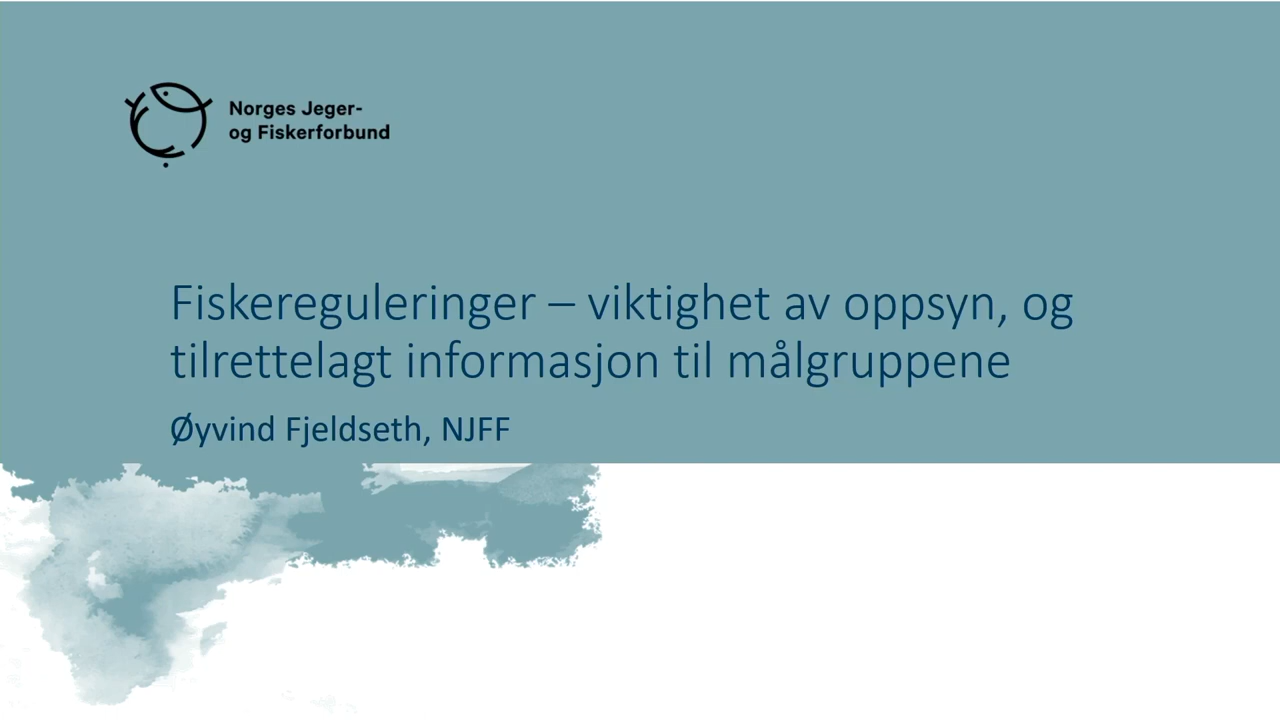 Norges Jeger-
og Fiskerforbund
Fiskereguleringer – viktighet av oppsyn, og
tilrettelagt informasjon til målgruppene
Øyvind Fjeldseth, NJFF